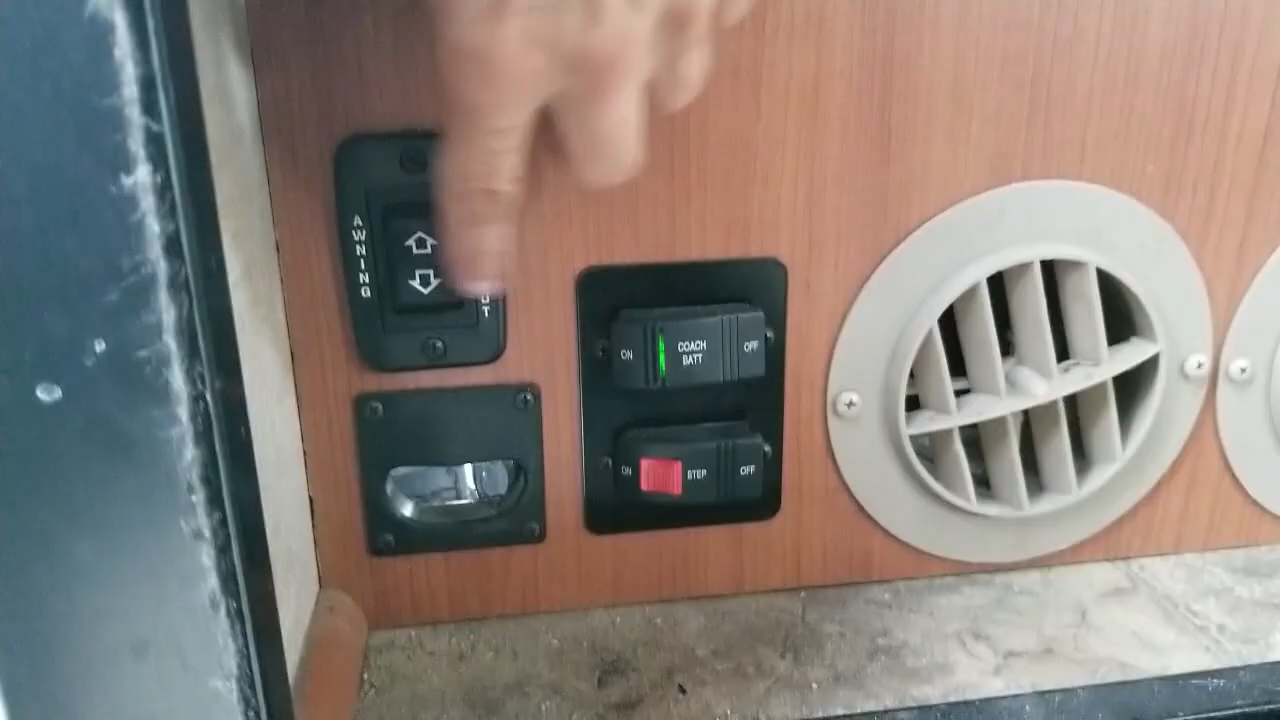 AWNING
ON
COACH
BATT
OFF
ON
STEP
OFF